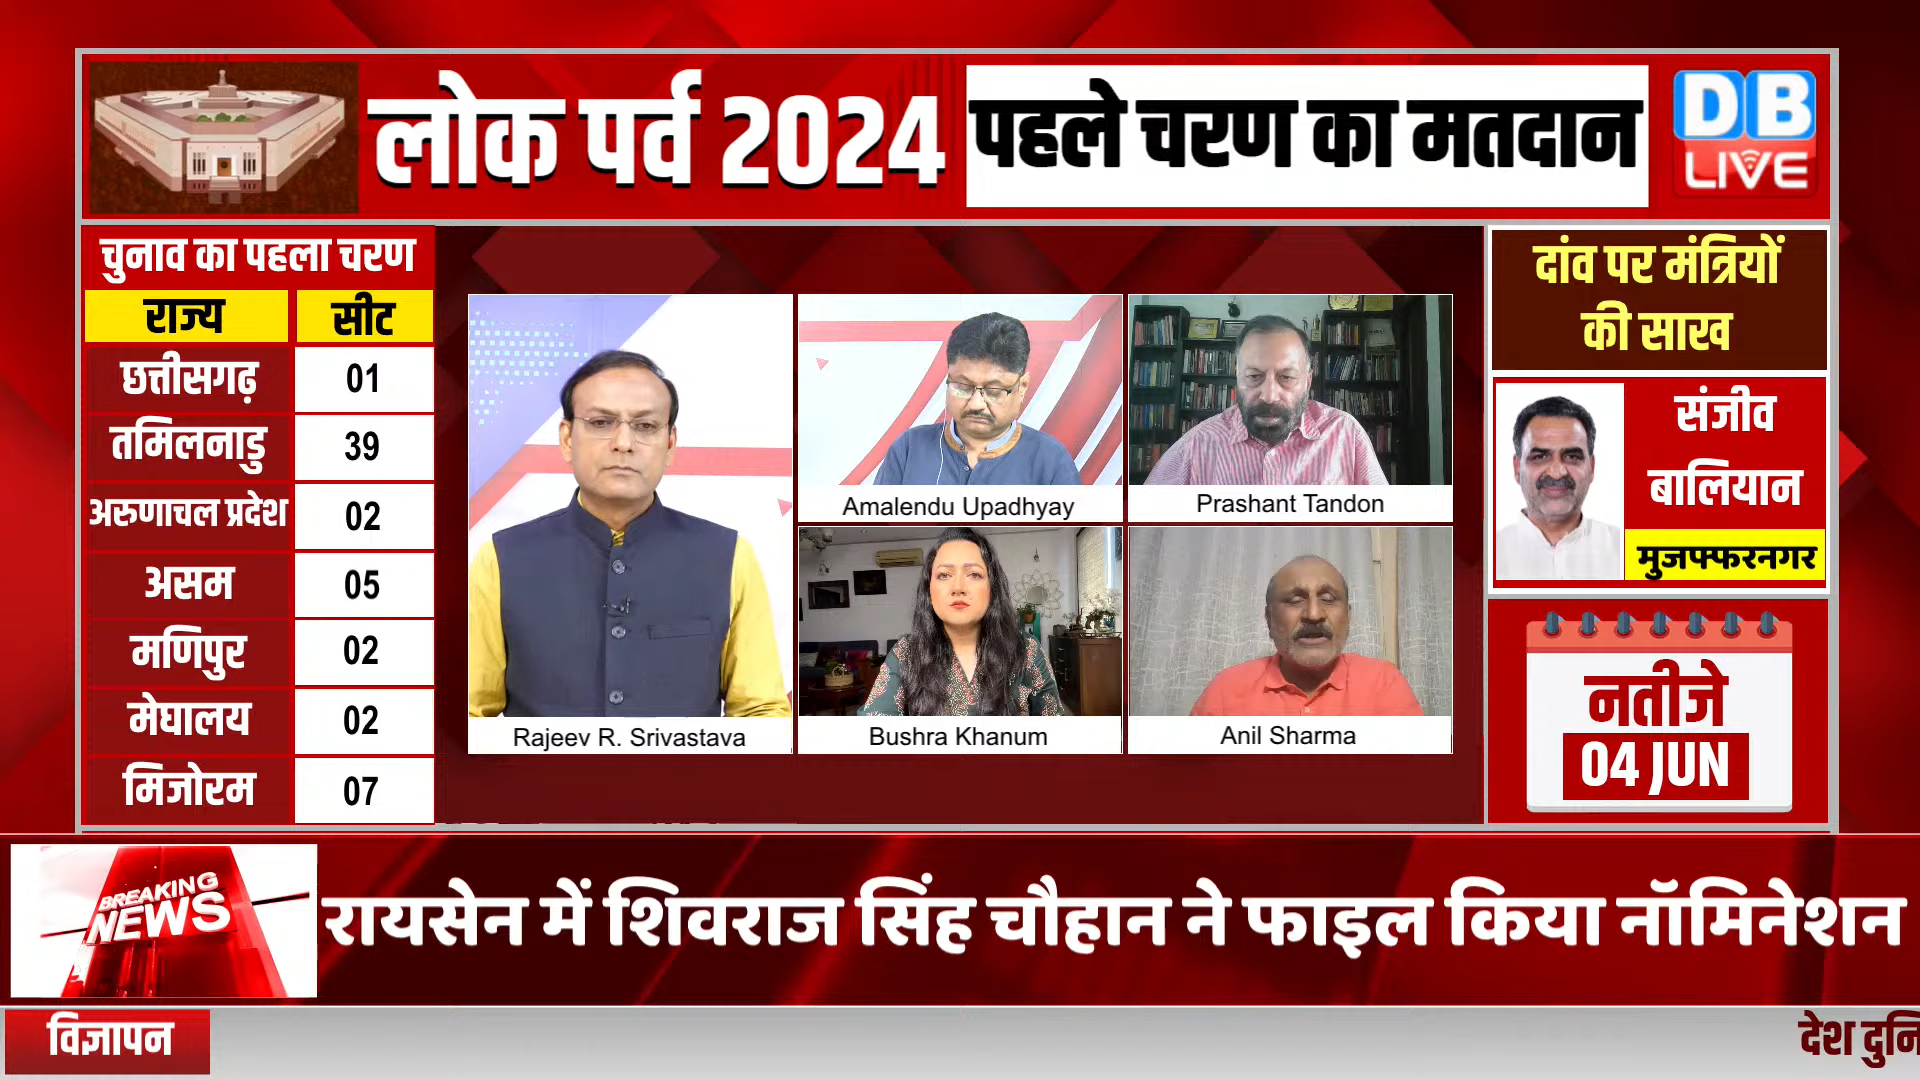 लोक पर्व 2024
पहले चरण का मतदान
DB
LIVE
चुनाव का पहला चरण
राज्य सीट
छत्तीसगढ़ 01
तमिलनाडु 39
अरुणाचल प्रदेश 02
असम 05
मणिपुर 02
मेघालय 02
मिजोरम 07
Rajeev R. Srivastava
Amalendu Upadhyay
Prashant Tandon
Bushra Khanum
Anil Sharma
दांव पर मंत्रियों
की साख
संजीव
बालियान
मुजफ्फरनगर
नतीजे
04 JUN
BREAKING
NEWS
रायसेन में शिवराज सिंह चौहान ने फाइल किया नॉमिनेशन
विज्ञापन
देश